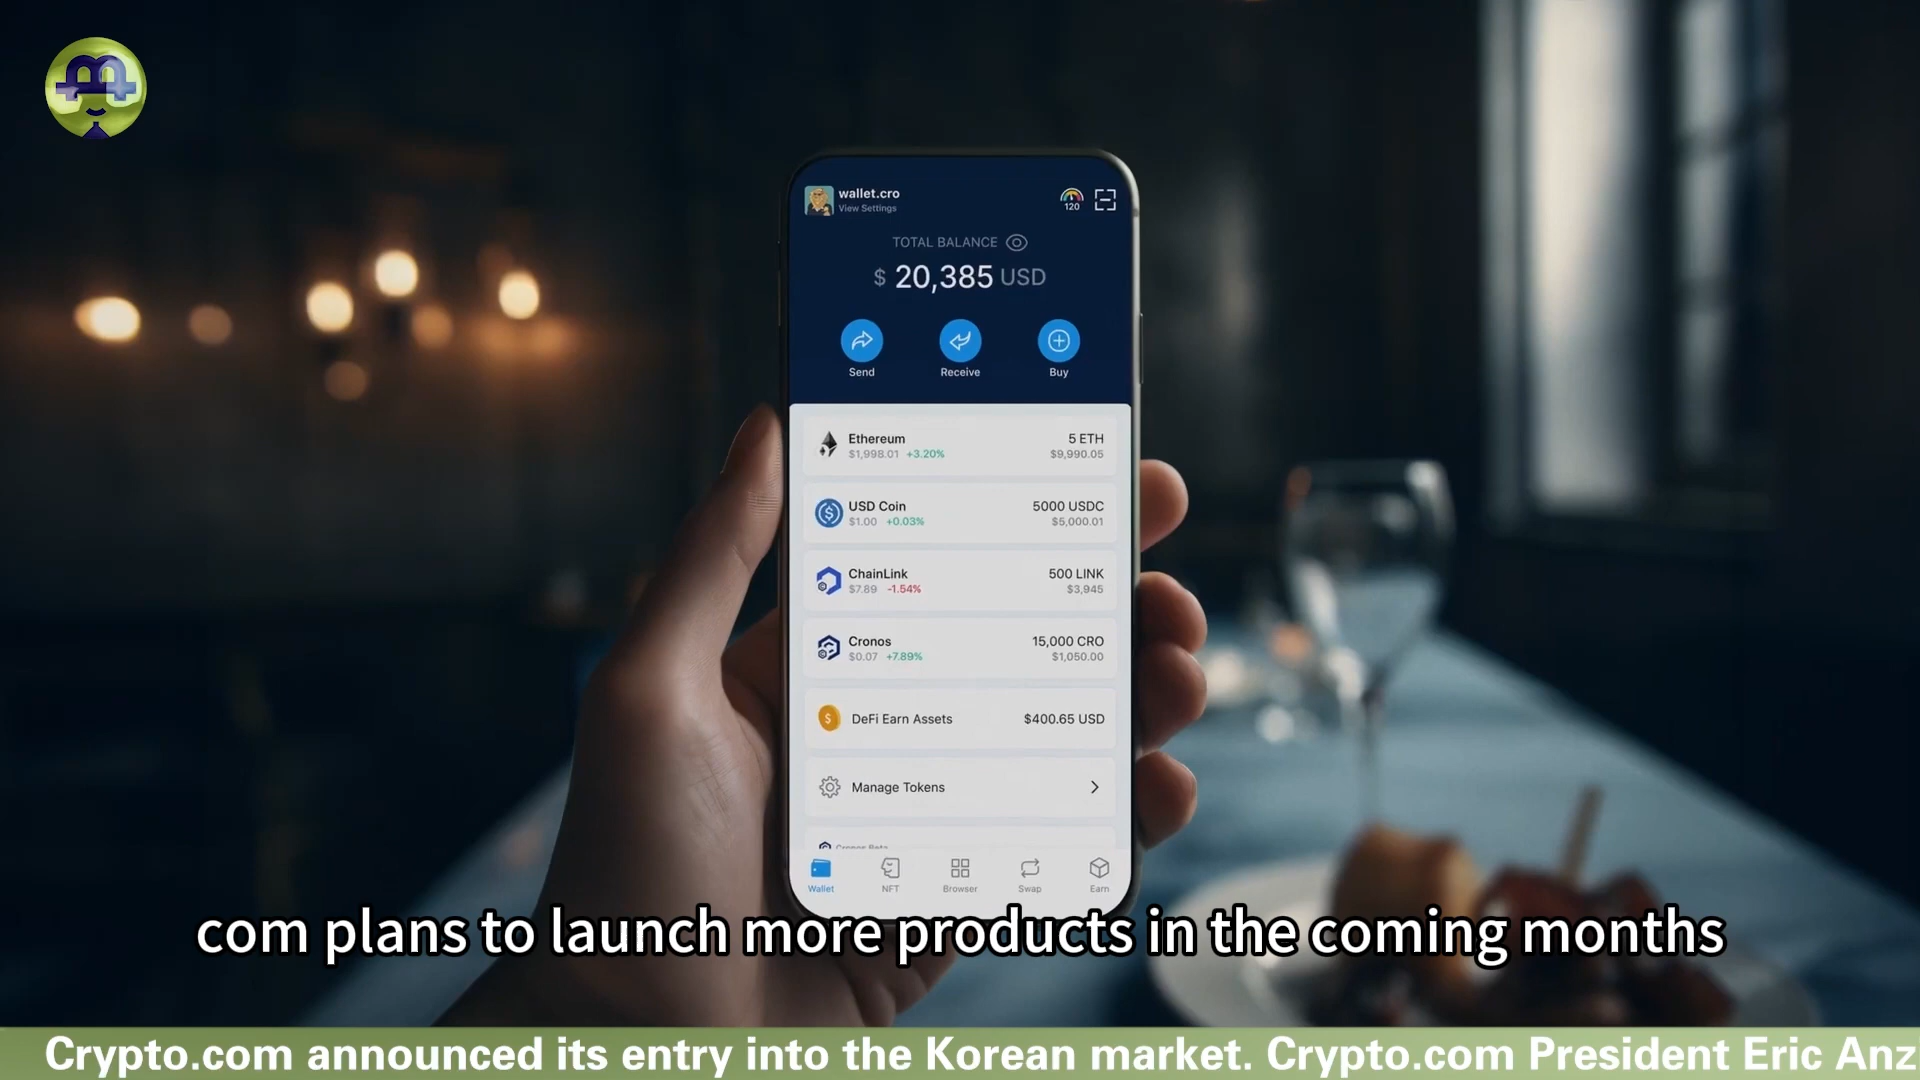 wallet.cro
View Settings
120
TOTAL BALANCE
$ 20,385 USD
Send
Receive
Buy
Ethereum
5 ETH
$1,998.01 +3.20%
$9,990.05
USD Coin
5000 USDC
$1.00 +0.03%
$5,000.01
ChainLink
500 LINK
$7.89 -1.54%
$3,945
Cronos
15,000 CRO
$0.07 +7.89%
$1,050.00
$
DeFi Earn Assets
$400.65 USD
Manage Tokens
Cronos Beta
Wallet
NFT
Browser
Swap
Earn
com plans to launch more products in the coming months
Crypto.com announced its entry into the Korean market. Crypto.com President Eric Anz